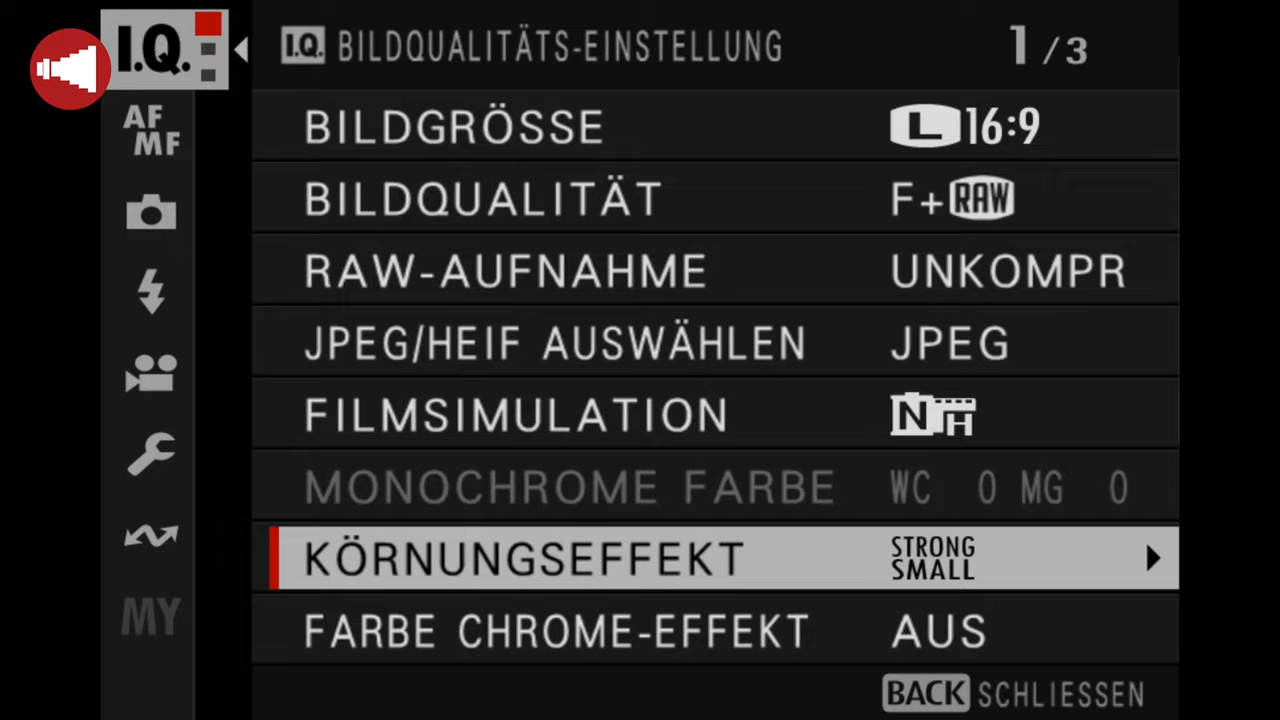 I.Q.
I.Q. BILDQUALITÄTS-EINSTELLUNG 1/3
BILDGRÖSSE L 16:9
AF
MF
BILDQUALITÄT F+RAW
RAW-AUFNAHME UNKOMPR
JPEG/HEIF AUSWÄHLEN JPEG
FILMSIMULATION N H
MONOCHROME FARBE WC 0 MG 0
KÖRNUNGSEFFEKT STRONG
SMALL
MY
FARBE CHROME-EFFEKT AUS
BACK SCHLIESSEN